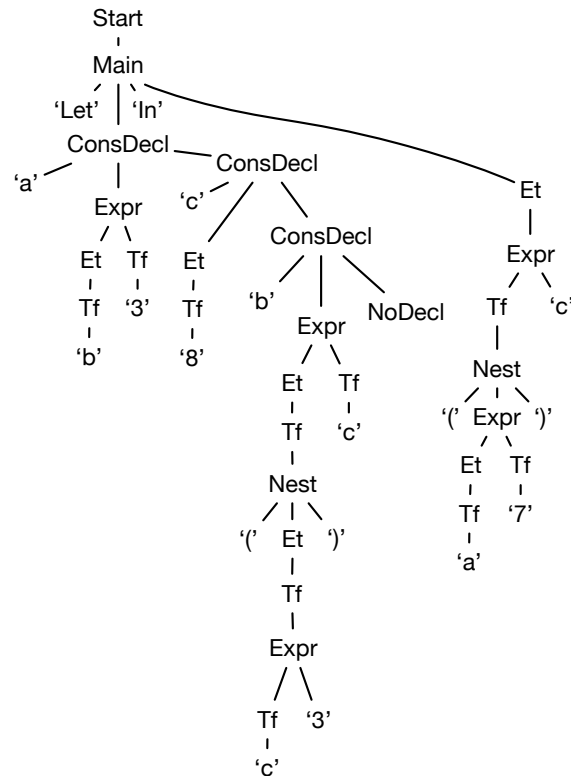 Start
Main
‘Let’ ‘In’
ConsDecl ConsDecl
‘a’ ‘c’ Et
Expr ConsDecl
Et Tf Et Expr
Tf ‘3’ Tf ‘b’ NoDecl Tf ‘c’
‘b’ ‘8’ Expr
Et Tf Nest
Tf ‘c’ ‘(’ Expr ‘)’
Nest Et Tf
‘(’ Et ‘)’ Tf ‘7’
Tf ‘a’
Expr
Tf ‘3’
‘c’